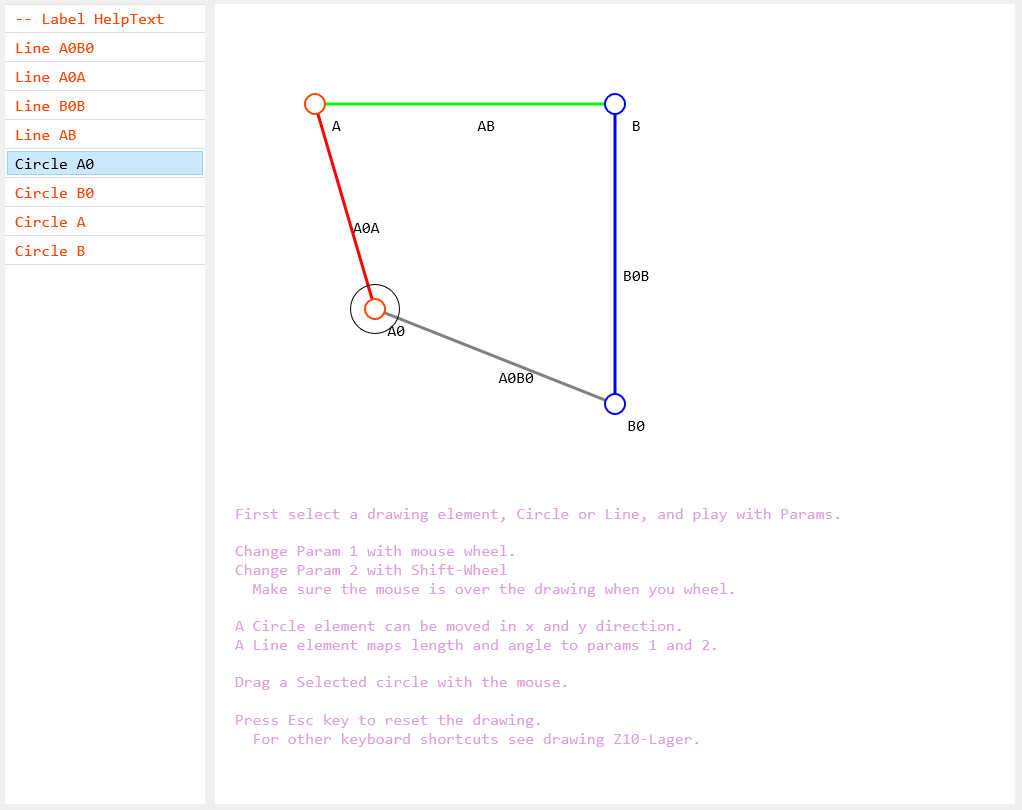 -- Label HelpText
Line A0B0
Line A0A
Line B0B
Line AB
Circle A0
Circle B0
Circle A
Circle B
A
AB
B
A0A
B0B
A0
A0B0
B0
First select a drawing element, Circle or Line, and play with Params.
Change Param 1 with mouse wheel.
Change Param 2 with Shift-Wheel
Make sure the mouse is over the drawing when you wheel.
A Circle element can be moved in x and y direction.
A Line element maps length and angle to params 1 and 2.
Drag a Selected circle with the mouse.
Press Esc key to reset the drawing.
For other keyboard shortcuts see drawing Z10-Lager.